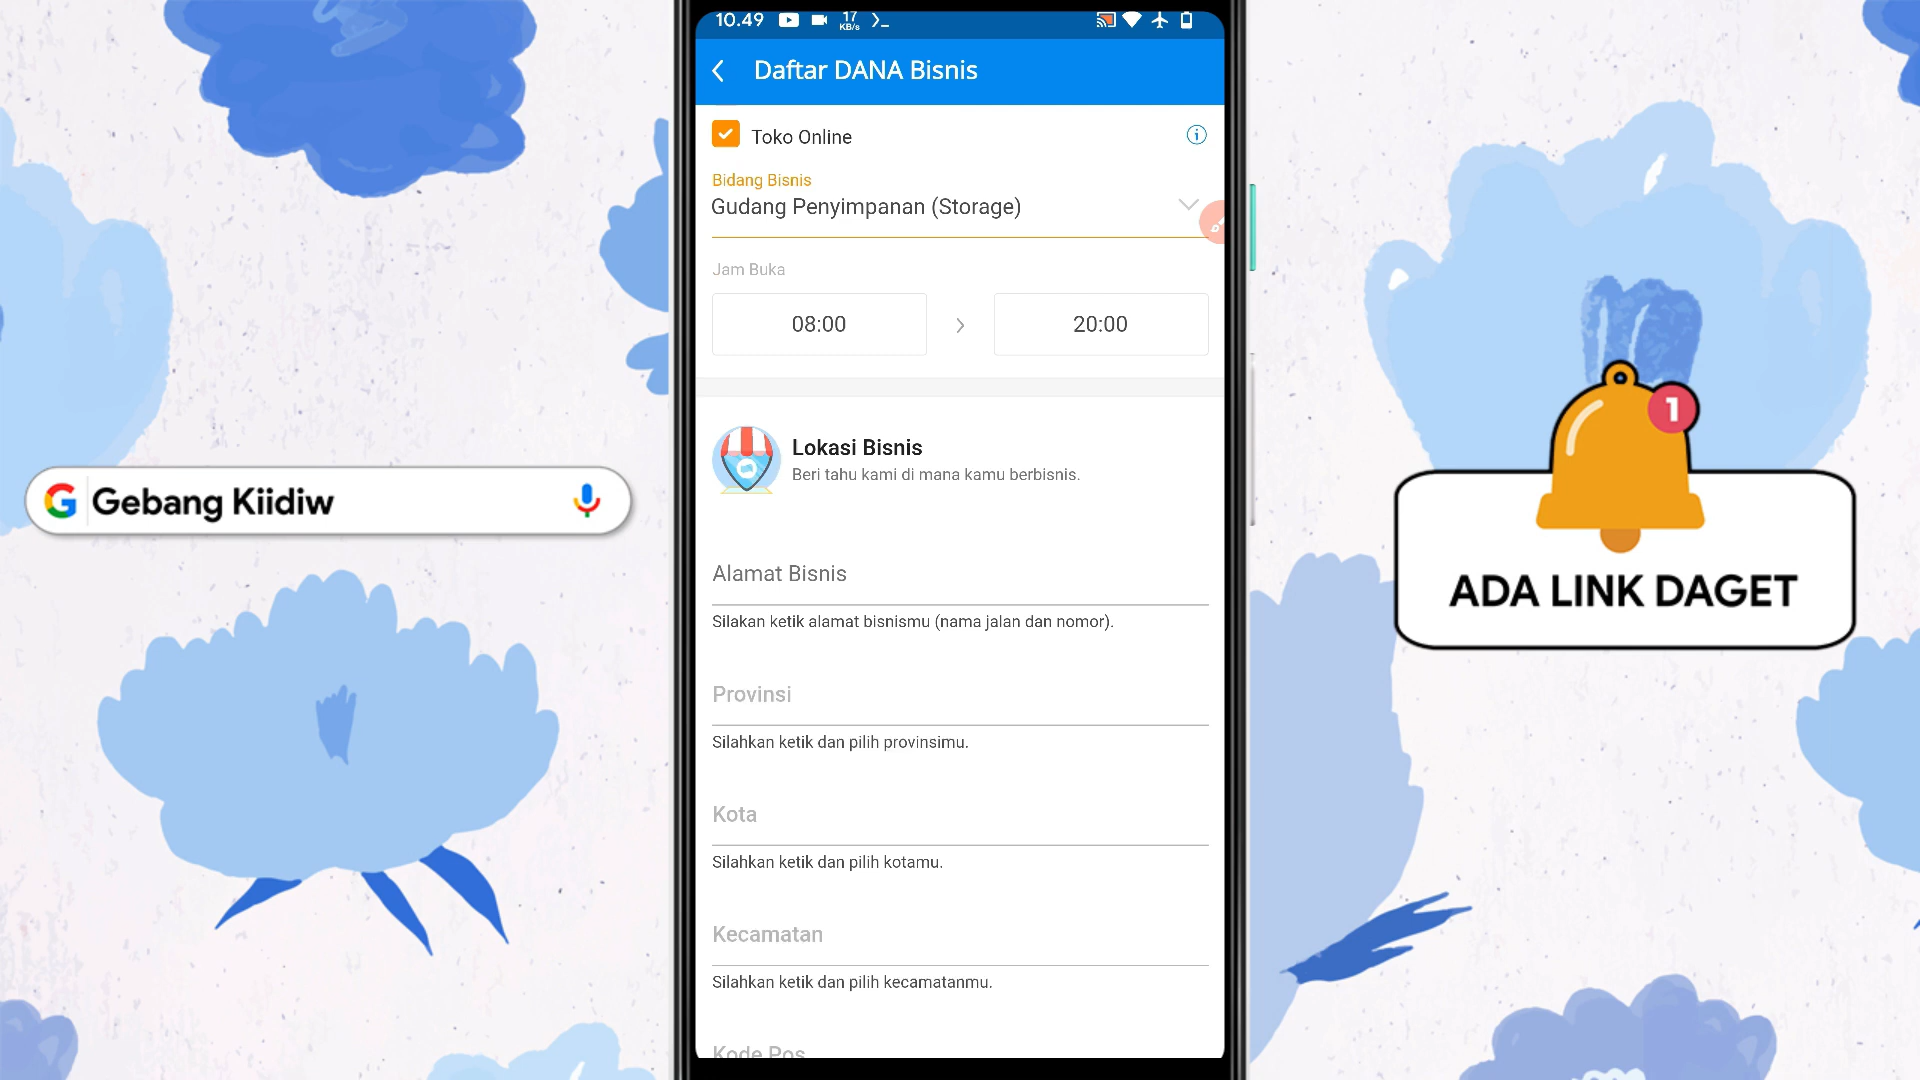 10.49
17
KB/s
Daftar DANA Bisnis
Toko Online
Bidang Bisnis
Gudang Penyimpanan (Storage)
Jam Buka
08:00
20:00
Lokasi Bisnis
Beri tahu kami di mana kamu berbisnis.
Alamat Bisnis
Silakan ketik alamat bisnismu (nama jalan dan nomor).
Provinsi
Silahkan ketik dan pilih provinsimu.
Kota
Silahkan ketik dan pilih kotamu.
Kecamatan
Silahkan ketik dan pilih kecamatanmu.
Kode Pos
G Gebang Kiidiw
1
ADA LINK DAGET